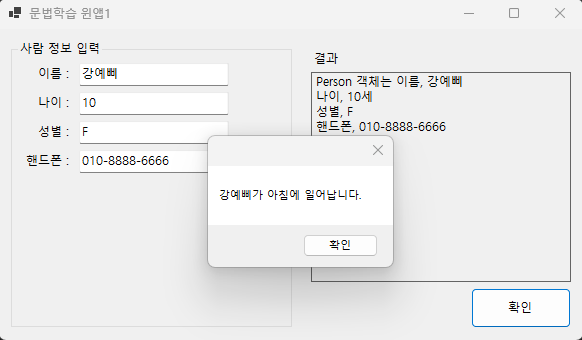 문법학습 윈앱1
사람 정보 입력
이름 : 강예삐
나이 : 10
성별 : F
핸드폰 : 010-8888-6666
결과
Person 객체는 이름, 강예삐
나이, 10세
성별, F
핸드폰, 010-8888-6666
강예삐가 아침에 일어납니다.
확인
확인